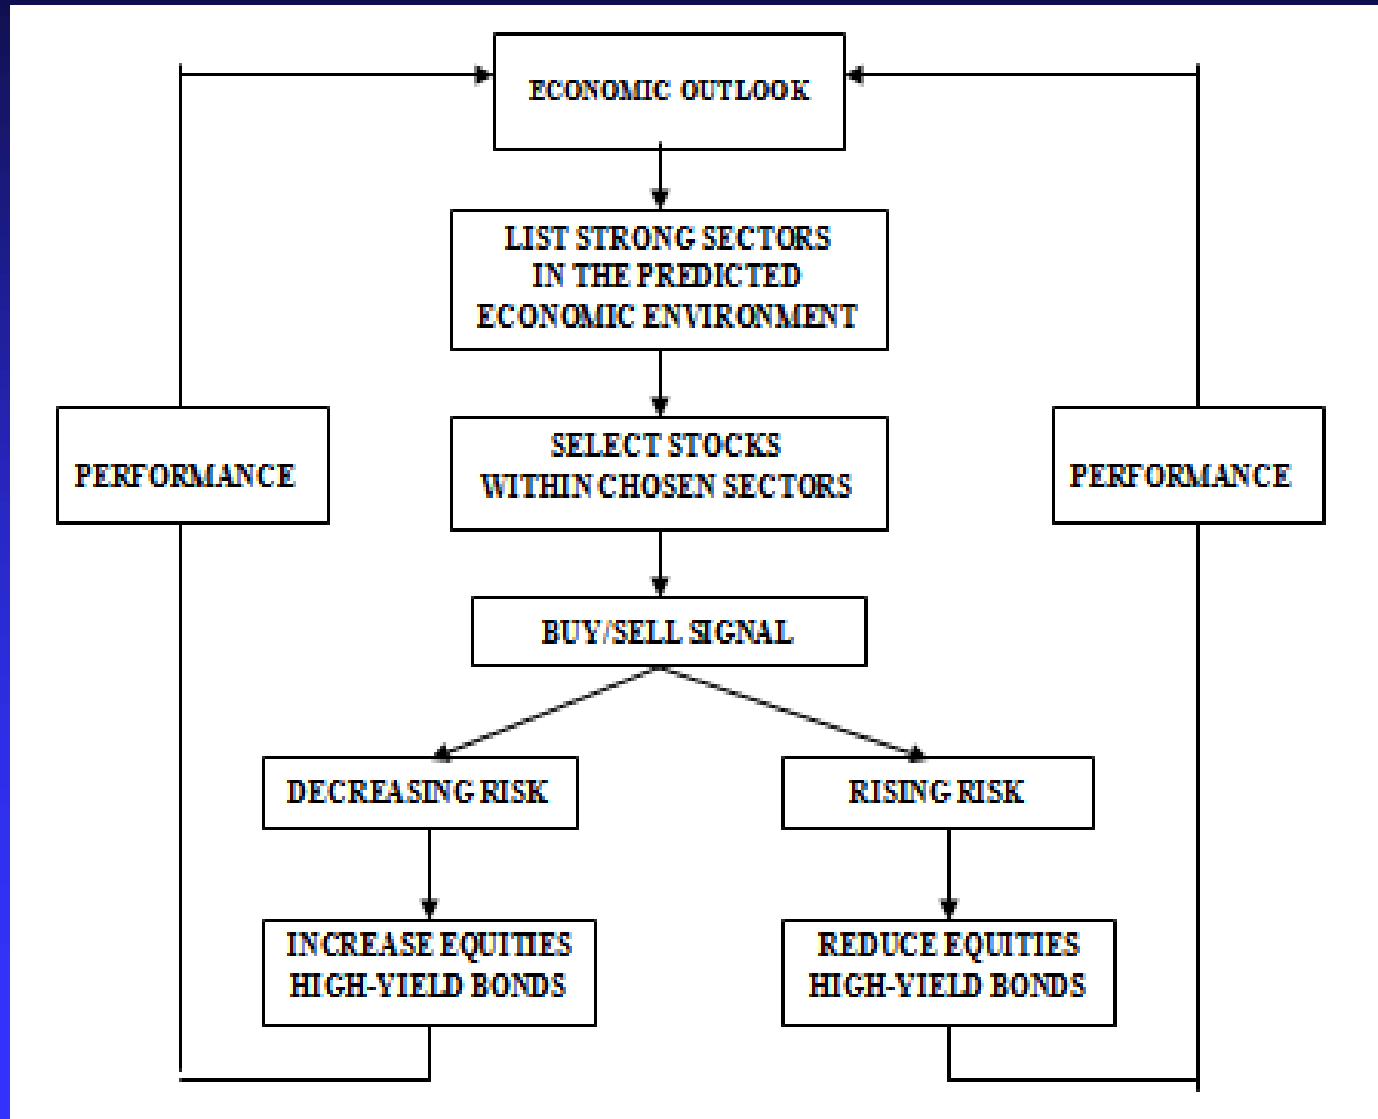 ECONOMIC OUTLOOK
LIST STRONG SECTORS
IN THE PREDICTED
ECONOMIC ENVIRONMENT
PERFORMANCE
SELECT STOCKS
WITHIN CHOSEN SECTORS
PERFORMANCE
BUY/SELL SIGNAL
DECREASING RISK
RISING RISK
INCREASE EQUITIES
HIGH-YIELD BONDS
REDUCE EQUITIES
HIGH-YIELD BONDS